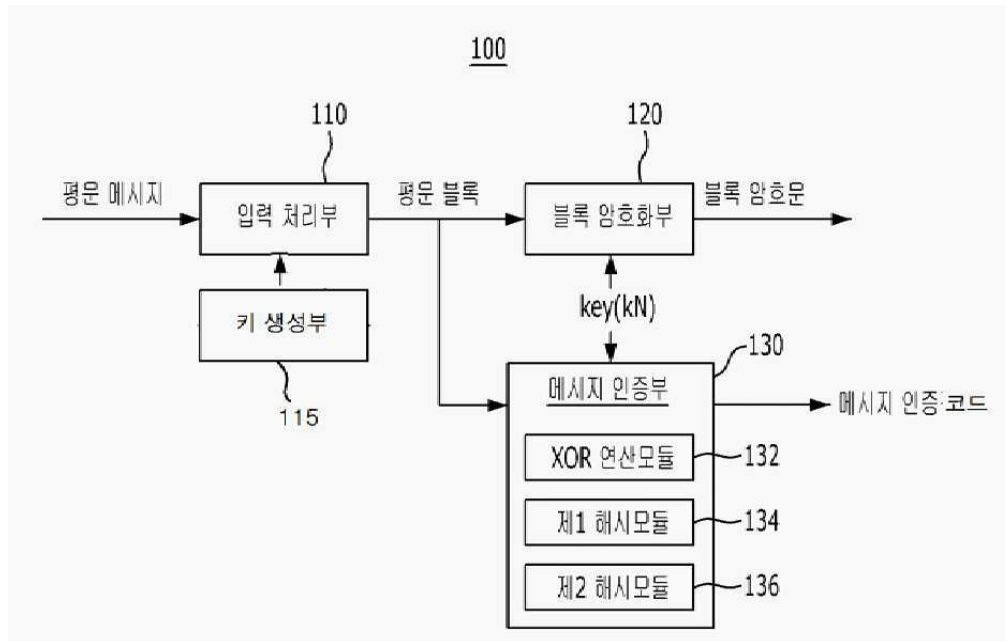 100
110
120
평문 메시지
입력 처리부
평문 블록
블록 암호화부
블록 암호문
키 생성부
115
key(kN)
130
메시지 인증부
메시지 인증 코드
XOR 연산모듈
132
제1 해시모듈
134
제2 해시모듈
136